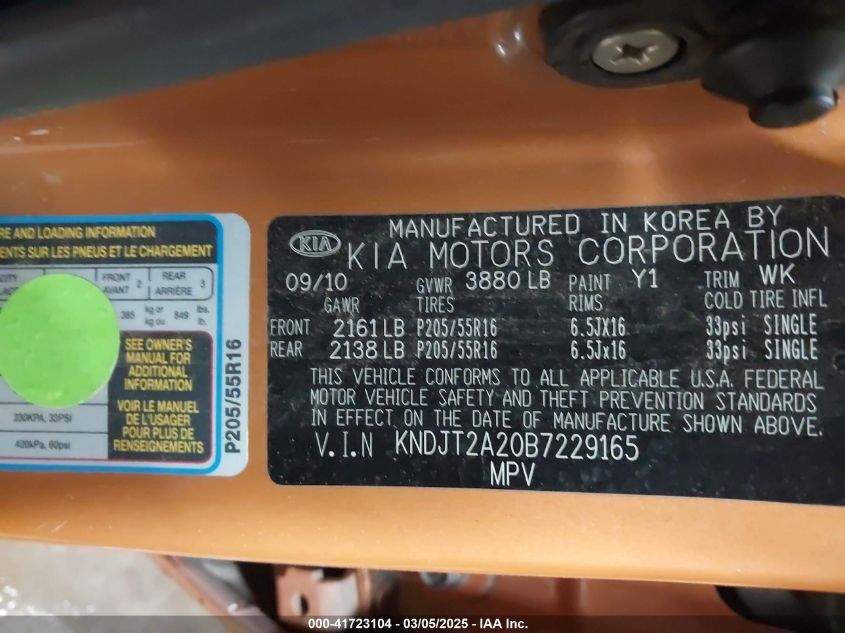 RE AND LOADING INFORMATION
ENTS SUR LES PNEUS ET LE CHARGEMENT
FRONT AVANT 2 REAR ARRIÈRE 3
385 kg or kg ou 849 lbs. lb.
SEE OWNER'S
MANUAL FOR
ADDITIONAL
INFORMATION
VOIR LE MANUEL
DE L'USAGER
POUR PLUS DE
RENSEIGNEMENTS
230KPA, 33PSI
420kPa, 60psi
P205/55R16
MANUFACTURED IN KOREA BY
KIA KIA MOTORS CORPORATION
09/10 GVWR 3880 LB PAINT Y1 TRIM WK
GAWR TIRES RIMS COLD TIRE INFL
FRONT 2161 LB P205/55R16 6.5JX16 33psi SINGLE
REAR 2138 LB P205/55R16 6.5Jx16 33psi SINGLE
THIS VEHICLE CONFORMS TO ALL APPLICABLE U.S.A. FEDERAL
MOTOR VEHICLE SAFETY AND THEFT PREVENTION STANDARDS
IN EFFECT ON THE DATE OF MANUFACTURE SHOWN ABOVE.
V.I.N KNDJT2A20B7229165
MPV
000-41723104 - 03/05/2025 - IAA Inc.